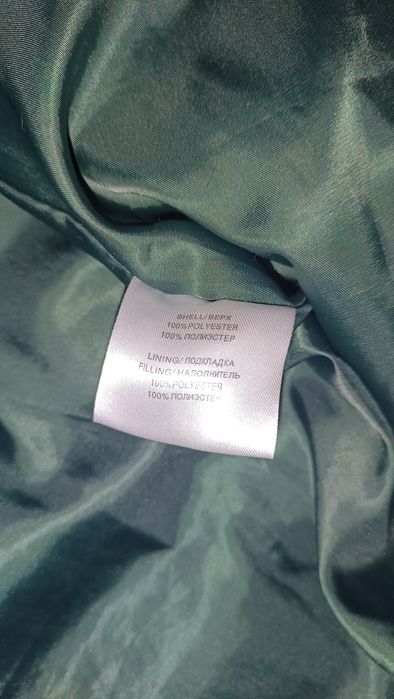 SHELL/ ВЕРХ
100%POLYESTER
100% ПОЛИЭСТЕР
LINING/ ПОДКЛАДКА
FILLING/ НАПОЛНИТЕЛЬ
100%POLYESTER
100% ПОЛИЭСТЕР